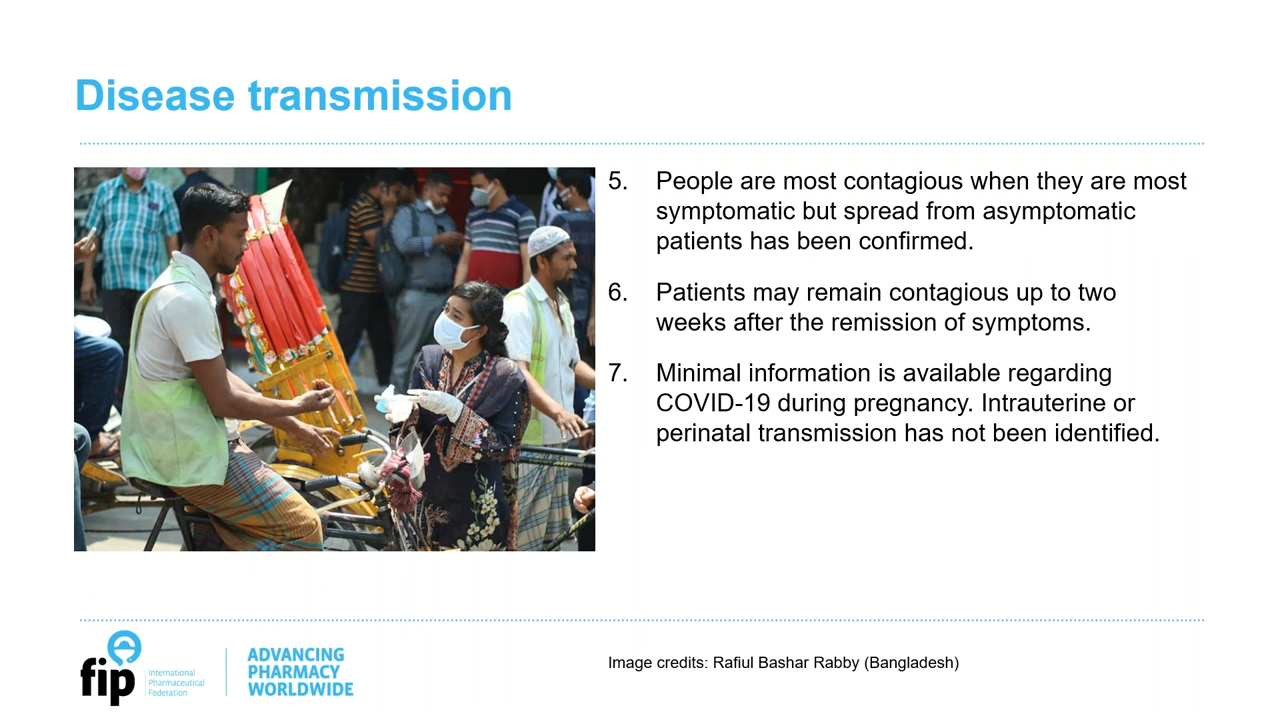 Disease transmission
5. People are most contagious when they are most
symptomatic but spread from asymptomatic
patients has been confirmed.
6. Patients may remain contagious up to two
weeks after the remission of symptoms.
7. Minimal information is available regarding
COVID-19 during pregnancy. Intrauterine or
perinatal transmission has not been identified.
fip
International
Pharmaceutical
Federation
ADVANCING
PHARMACY
WORLDWIDE
Image credits: Rafiul Bashar Rabby (Bangladesh)